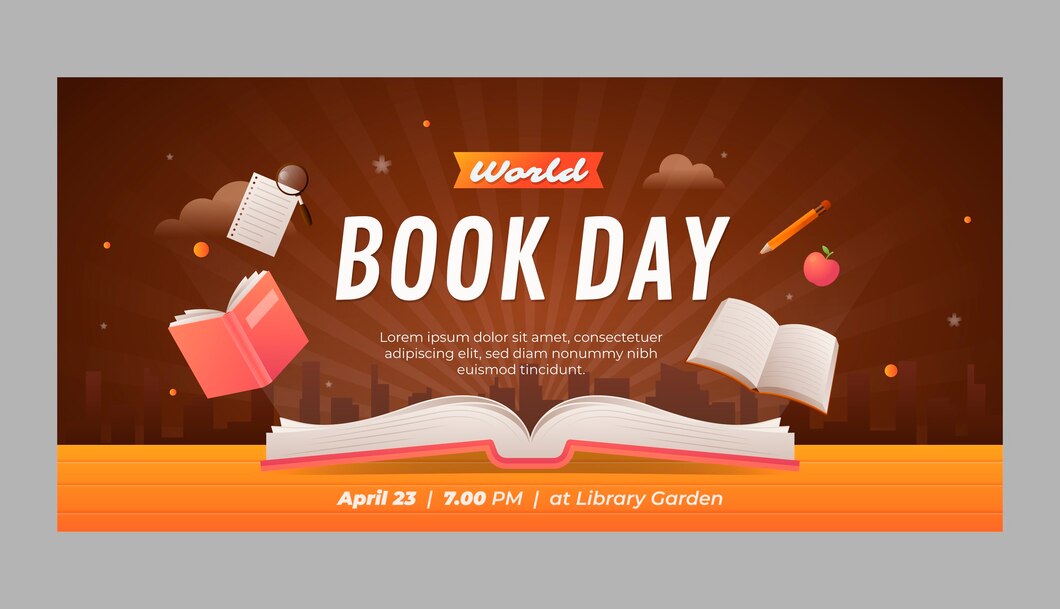 World
BOOK DAY
Lorem ipsum dolor sit amet, consectetuer
adipiscing elit, sed diam nonummy nibh
euismod tincidunt.
April 23 | 7.00 PM | at Library Garden